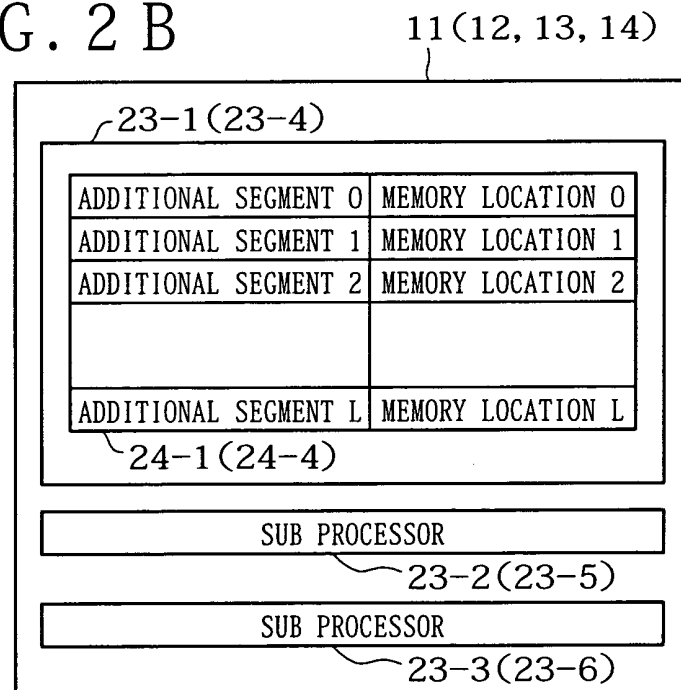 G. 2 B
11(12, 13, 14)
23-1(23-4)
ADDITIONAL SEGMENT 0 MEMORY LOCATION 0
ADDITIONAL SEGMENT 1 MEMORY LOCATION 1
ADDITIONAL SEGMENT 2 MEMORY LOCATION 2
ADDITIONAL SEGMENT L MEMORY LOCATION L
24-1(24-4)
SUB PROCESSOR
23-2(23-5)
SUB PROCESSOR
23-3(23-6)